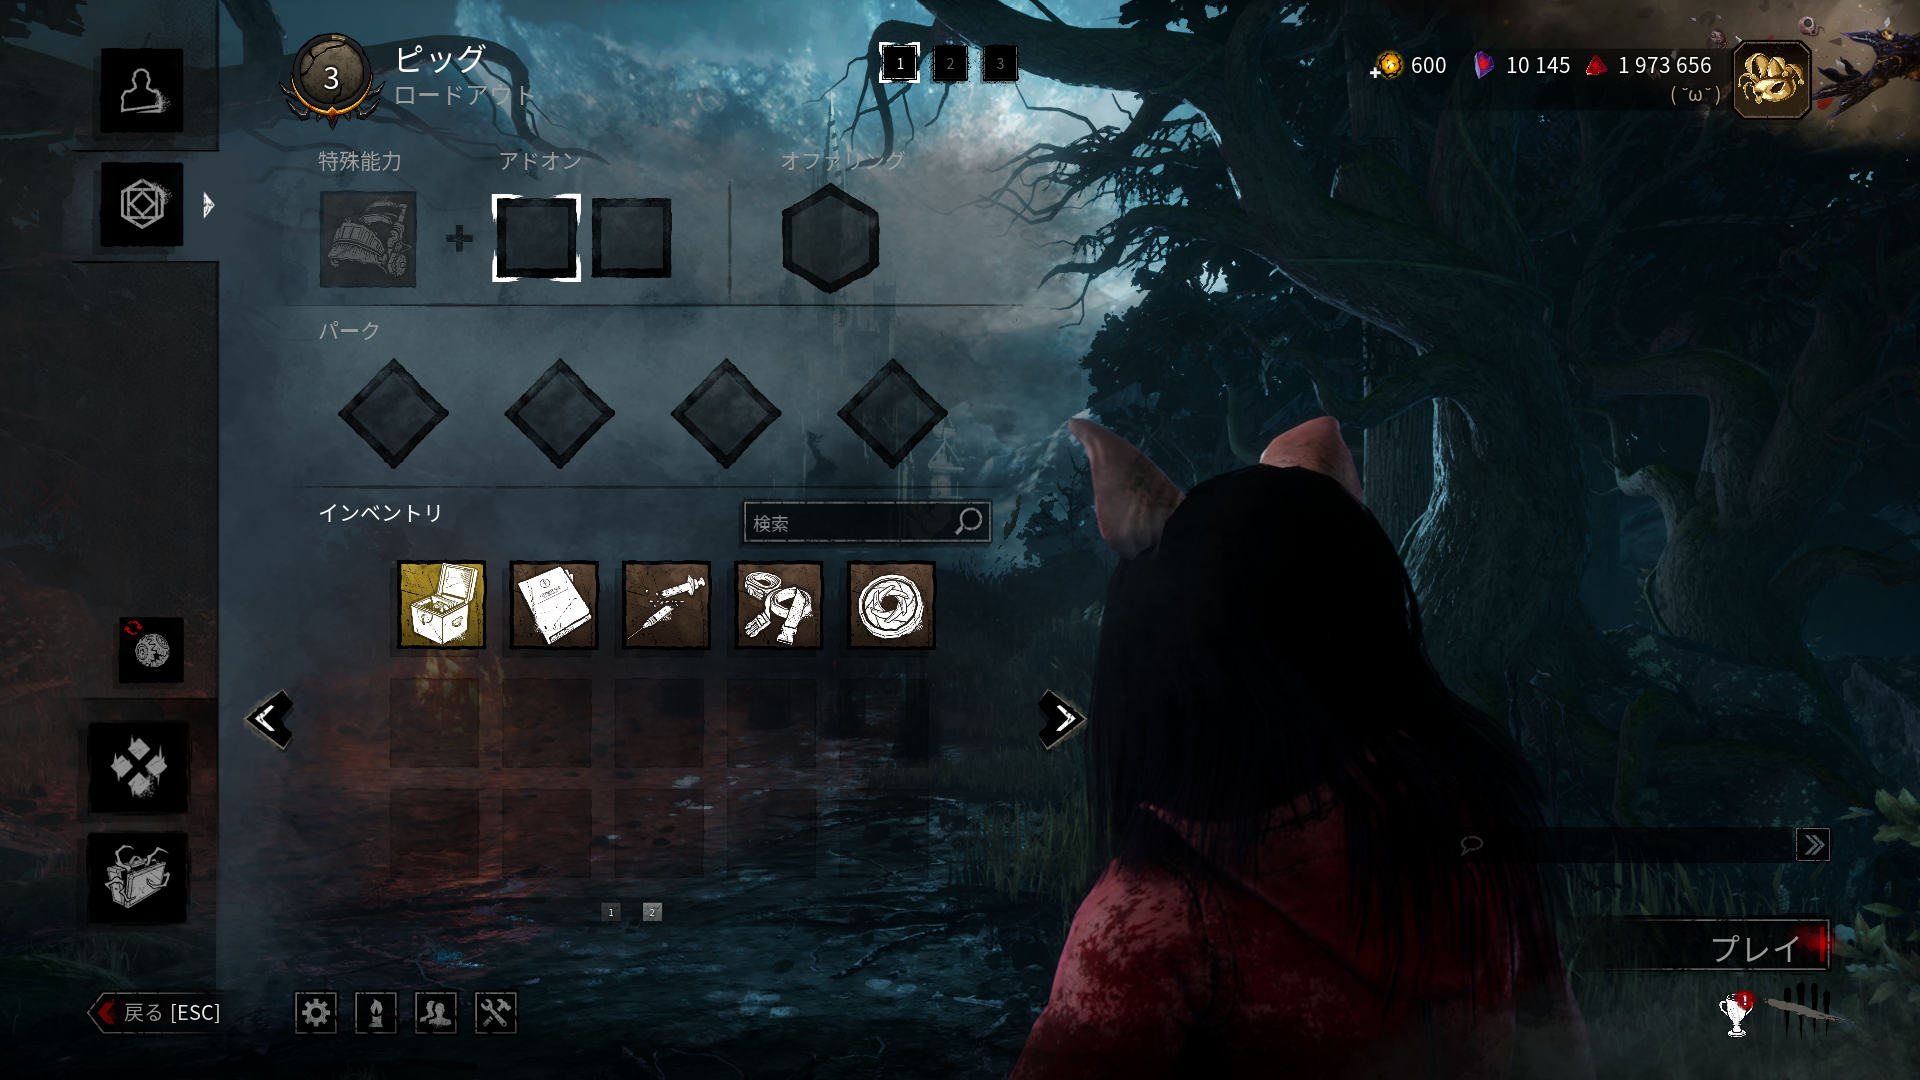 3
ピッグ
ロードアウト
1 2 3
600 10 145 1 973 656
(˘ω˘)
特殊能力
アドオン
オファリング
パーク
インベントリ
検索
1 2
プレイ
戻る [ESC]